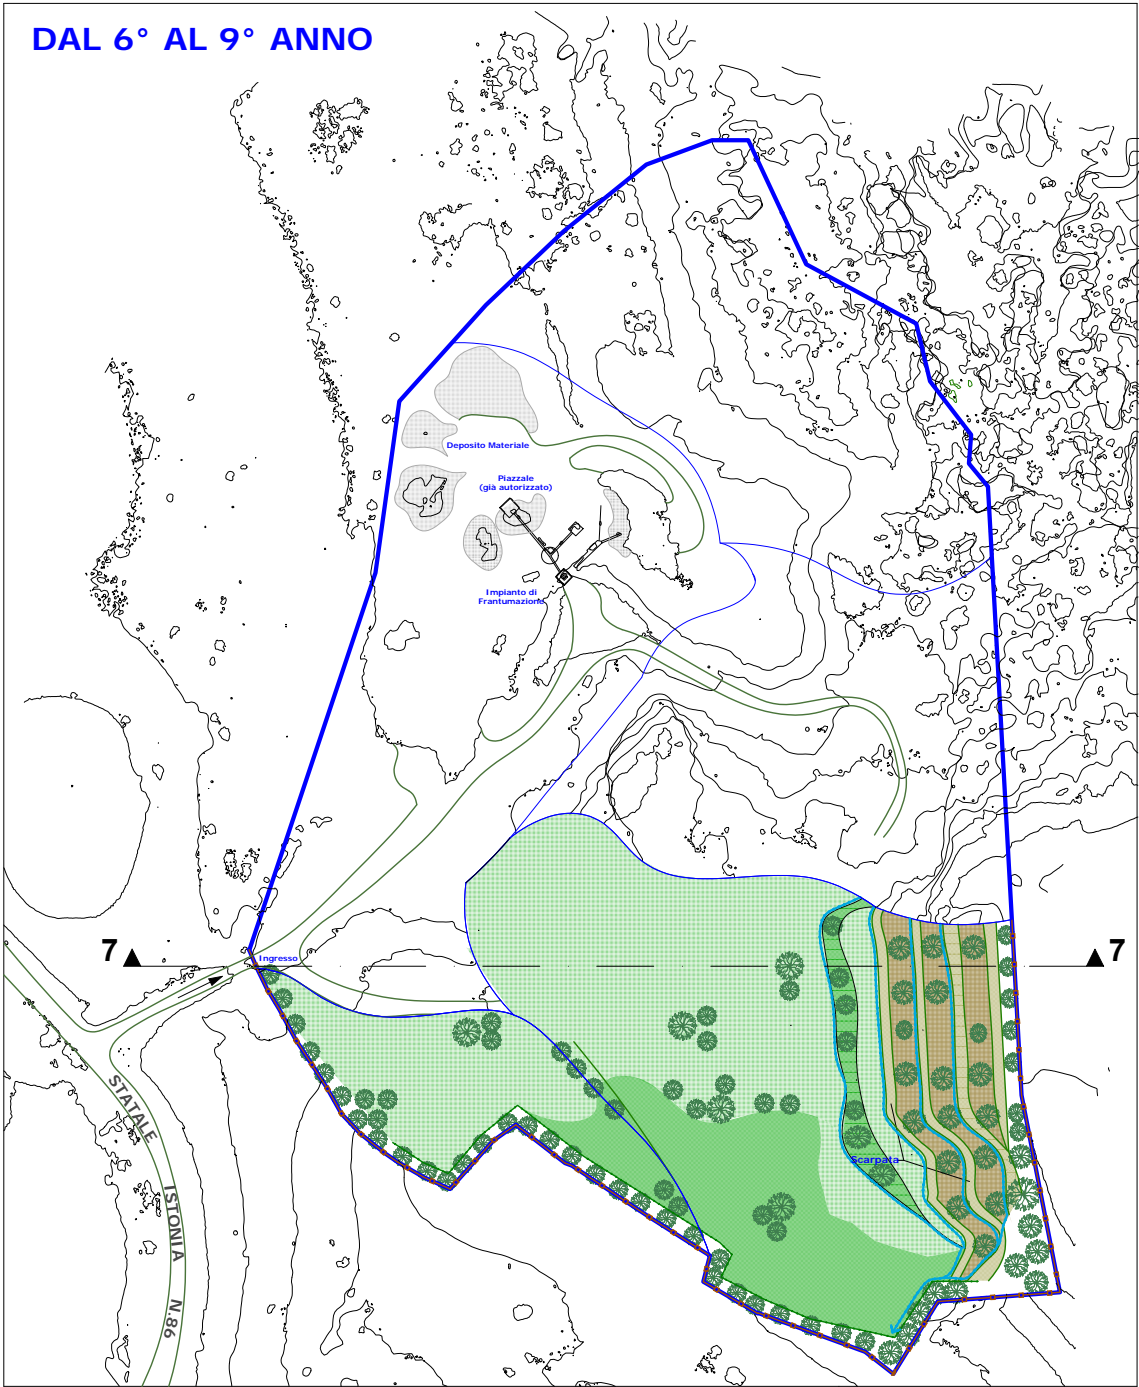 DAL 6° AL 9° ANNO
Deposito Materiale
Piazzale
(già autorizzato)
Impianto di
Frantumazione
7
7
Ingresso
Scarpata
STATALE ISTONIA N.86